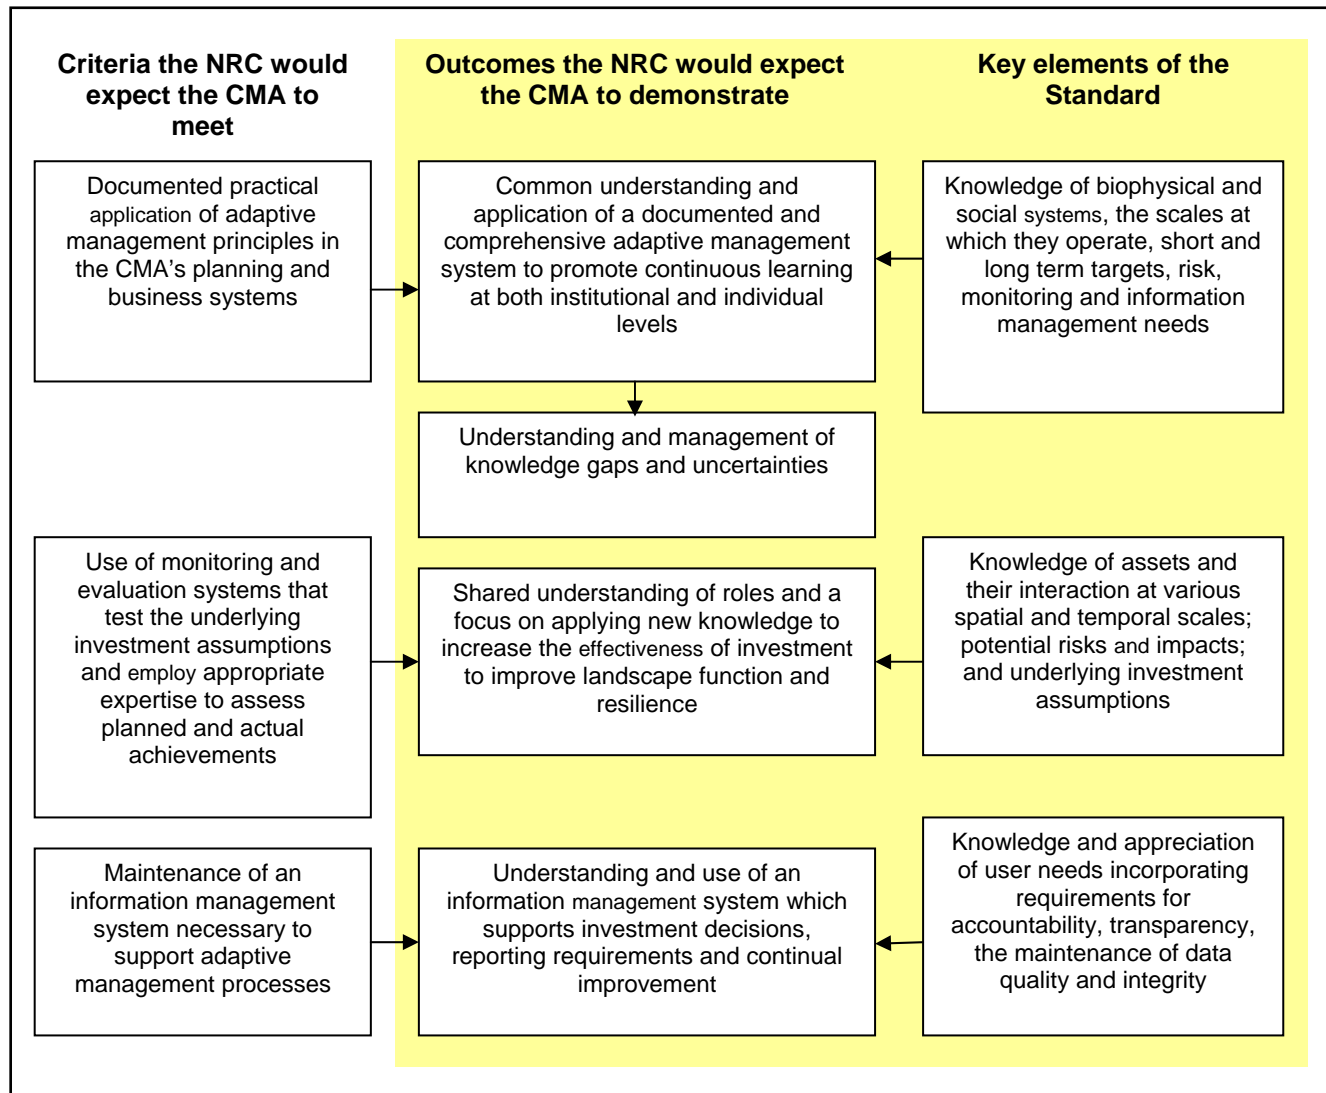 Criteria the NRC would
expect the CMA to
meet
Outcomes the NRC would expect
the CMA to demonstrate
Key elements of the
Standard
Documented practical
application of adaptive
management principles in
the CMA's planning and
business systems
Common understanding and
application of a documented and
comprehensive adaptive management
system to promote continuous learning
at both institutional and individual
levels
Knowledge of biophysical and
social systems, the scales at
which they operate, short and
long term targets, risk,
monitoring and information
management needs
Understanding and management of
knowledge gaps and uncertainties
Use of monitoring and
evaluation systems that
test the underlying
investment assumptions
and employ appropriate
expertise to assess
planned and actual
achievements
Shared understanding of roles and a
focus on applying new knowledge to
increase the effectiveness of investment
to improve landscape function and
resilience
Knowledge of assets and
their interaction at various
spatial and temporal scales;
potential risks and impacts;
and underlying investment
assumptions
Maintenance of an
information management
system necessary to
support adaptive
management processes
Understanding and use of an
information management system which
supports investment decisions,
reporting requirements and continual
improvement
Knowledge and appreciation
of user needs incorporating
requirements for
accountability, transparency,
the maintenance of data
quality and integrity